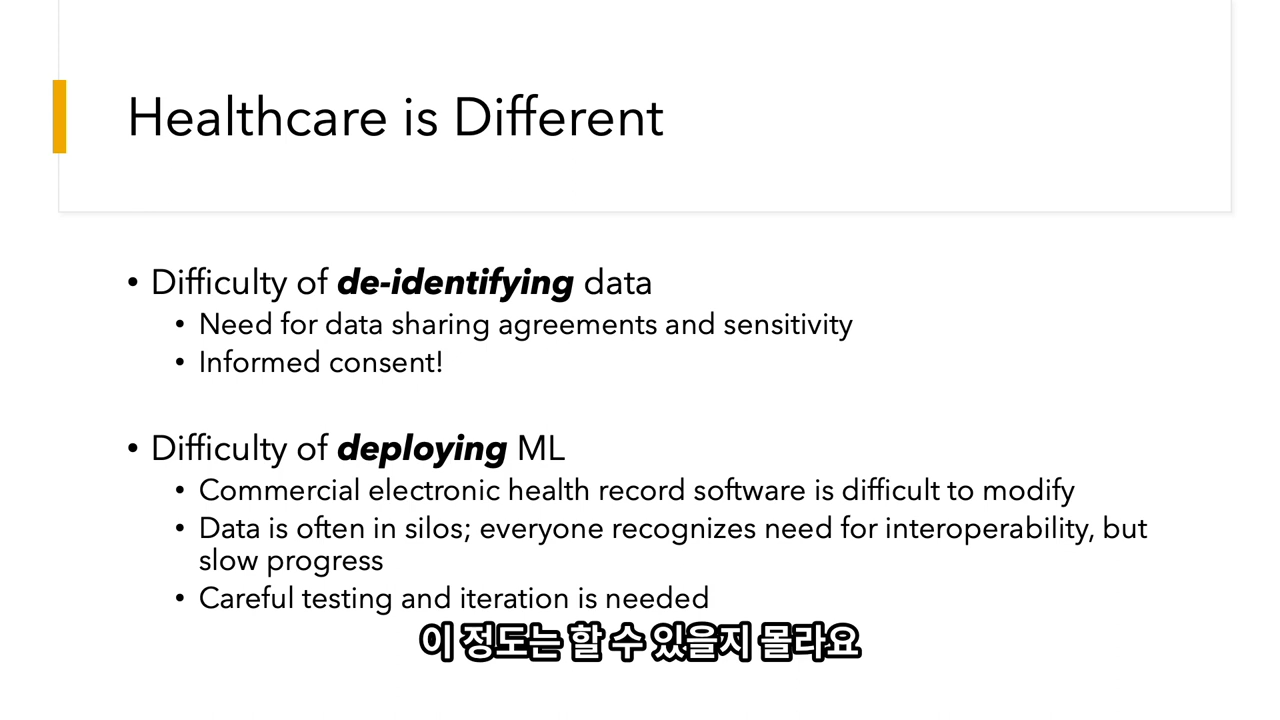 Healthcare is Different
• Difficulty of de-identifying data
• Need for data sharing agreements and sensitivity
• Informed consent!
• Difficulty of deploying ML
• Commercial electronic health record software is difficult to modify
• Data is often in silos; everyone recognizes need for interoperability, but
slow progress
• Careful testing and iteration is needed
이 정도는 할 수 있을지 몰라요